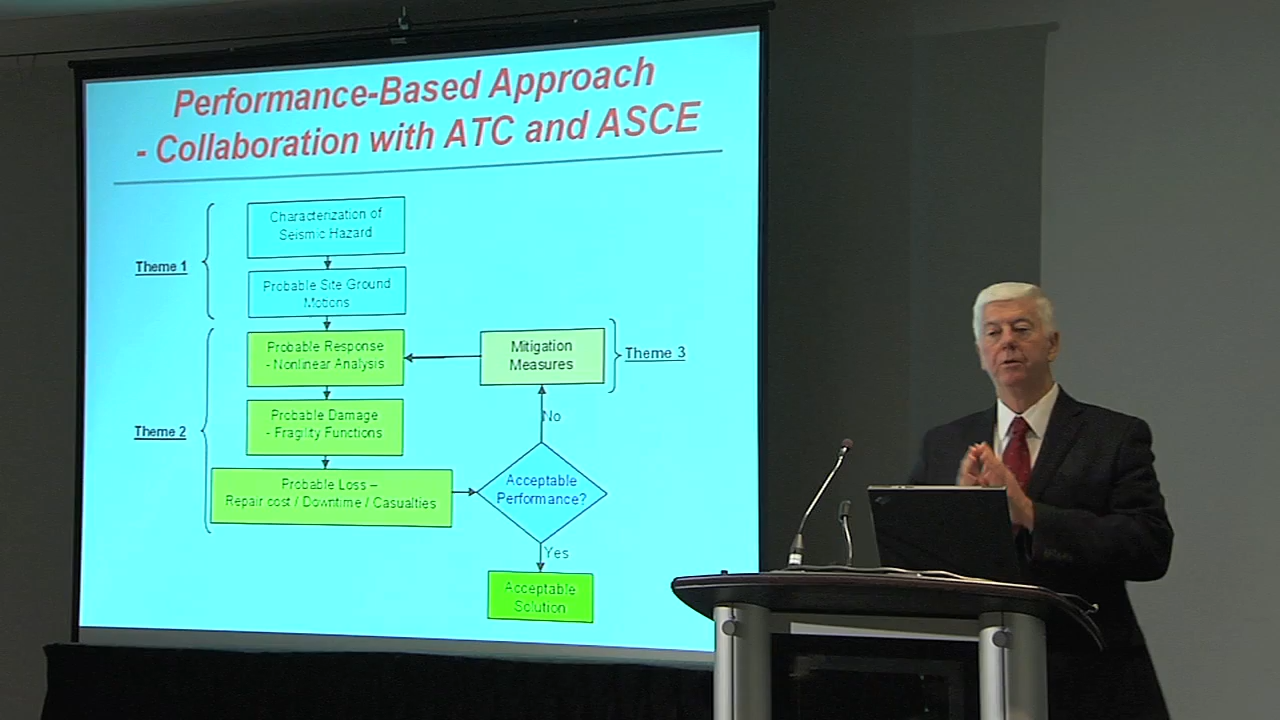 Performance-Based Approach
- Collaboration with ATC and ASCE
Characterization of
Seismic Hazard
Theme 1
Probable Site Ground
Motions
Probable Response
- Nonlinear Analysis
Mitigation
Measures
Theme 3
No
Probable Damage
- Fragility Functions
Theme 2
Probable Loss –
Repair cost / Downtime / Casualties
Acceptable
Performance?
Yes
Acceptable
Solution